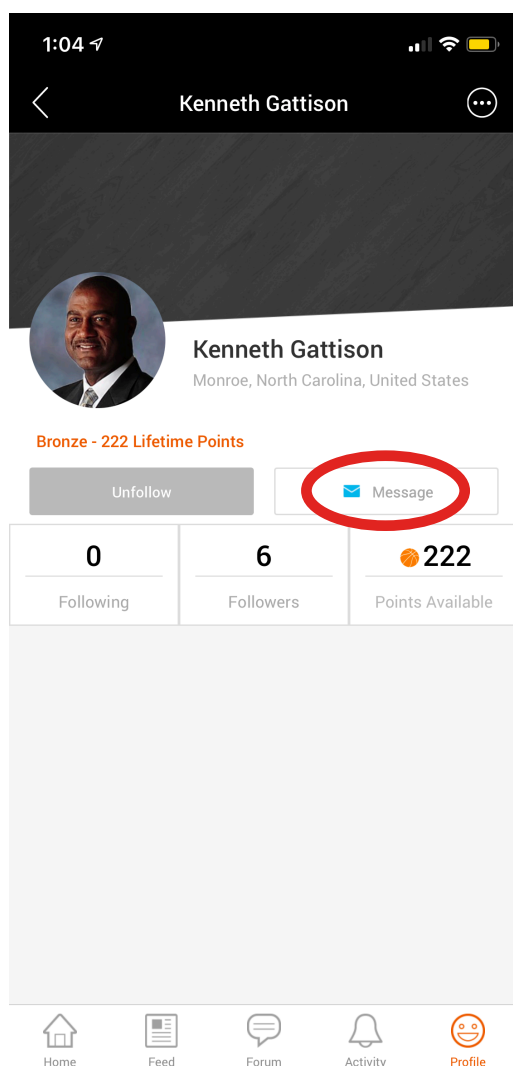 1:04
Kenneth Gattison
Kenneth Gattison
Monroe, North Carolina, United States
Bronze - 222 Lifetime Points
Unfollow
Message
0
6
222
Following
Followers
Points Available
Home
Feed
Forum
Activity
Profile